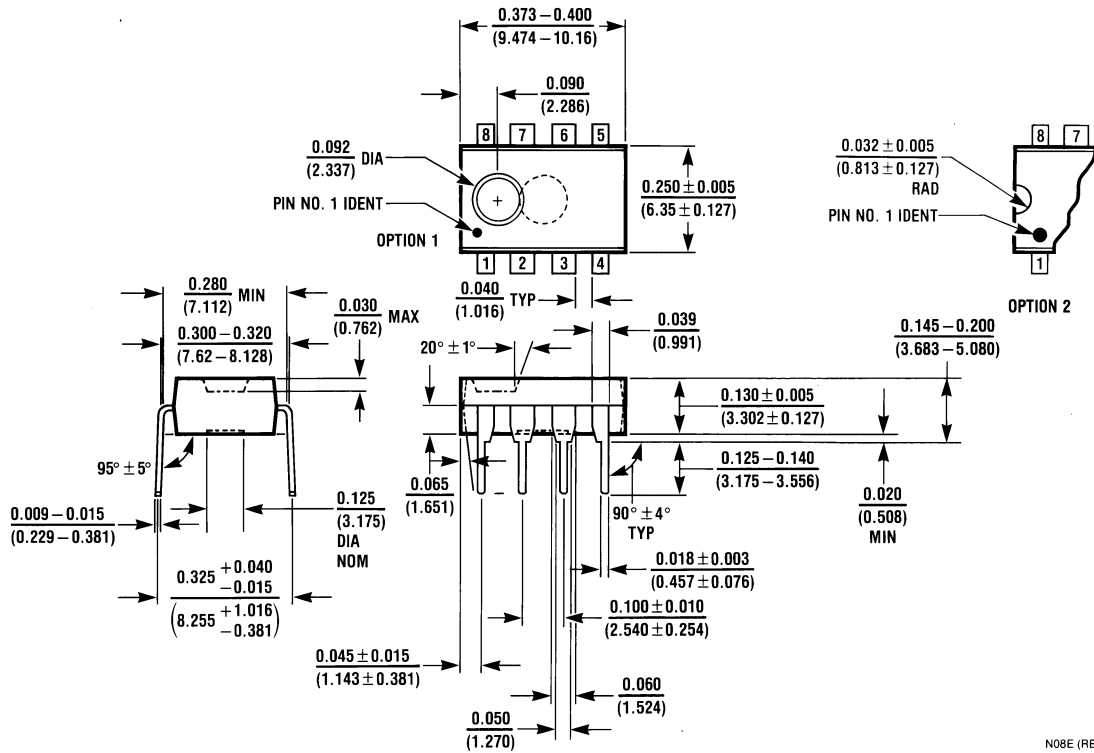 0.373 – 0.400
(9.474 – 10.16)
0.090
(2.286)
8 7 6 5
0.092 DIA
(2.337)
PIN NO. 1 IDENT
OPTION 1
1 2 3 4
0.250 ± 0.005
(6.35 ± 0.127)
0.032 ± 0.005
(0.813 ± 0.127)
RAD
PIN NO. 1 IDENT
8 7
1
OPTION 2
0.280 MIN
(7.112)
0.300 – 0.320
(7.62 – 8.128)
0.030 MAX
(0.762)
0.040 TYP
(1.016)
0.039
(0.991)
20° ± 1°
0.145 – 0.200
(3.683 – 5.080)
0.130 ± 0.005
(3.302 ± 0.127)
0.125 – 0.140
(3.175 – 3.556)
0.020
(0.508)
MIN
95° ± 5°
0.065
(1.651)
90° ± 4°
TYP
0.009 – 0.015
(0.229 – 0.381)
0.125
(3.175)
DIA
NOM
0.018 ± 0.003
(0.457 ± 0.076)
0.325 +0.040
−0.015
(8.255 +1.016
−0.381)
0.100 ± 0.010
(2.540 ± 0.254)
0.045 ± 0.015
(1.143 ± 0.381)
0.060
(1.524)
0.050
(1.270)
N08E (RE